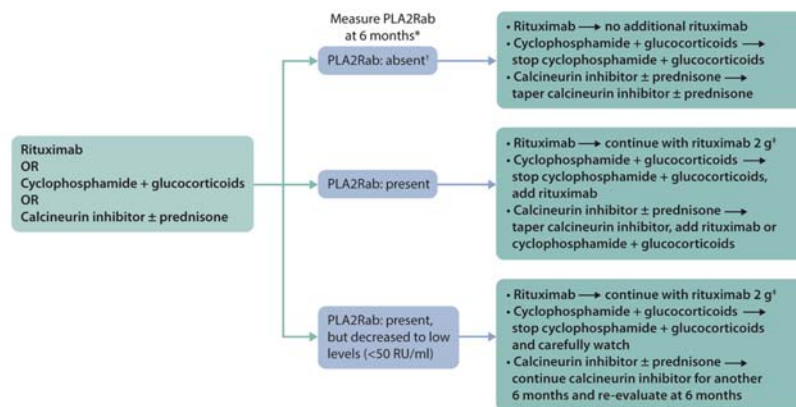 Measure PLA2Rab
at 6 months*
PLA2Rab: absent†
• Rituximab → no additional rituximab
• Cyclophosphamide + glucocorticoids →
stop cyclophosphamide + glucocorticoids
• Calcineurin inhibitor ± prednisone →
taper calcineurin inhibitor ± prednisone
Rituximab
OR
Cyclophosphamide + glucocorticoids
OR
Calcineurin inhibitor ± prednisone
PLA2Rab: present
• Rituximab → continue with rituximab 2 g‡
• Cyclophosphamide + glucocorticoids →
stop cyclophosphamide + glucocorticoids,
add rituximab
• Calcineurin inhibitor ± prednisone →
taper calcineurin inhibitor, add rituximab or
cyclophosphamide + glucocorticoids
PLA2Rab: present,
but decreased to low
levels (<50 RU/ml)
• Rituximab → continue with rituximab 2 g‡
• Cyclophosphamide + glucocorticoids →
stop cyclophosphamide + glucocorticoids
and carefully watch
• Calcineurin inhibitor ± prednisone →
continue calcineurin inhibitor for another
6 months and re-evaluate at 6 months